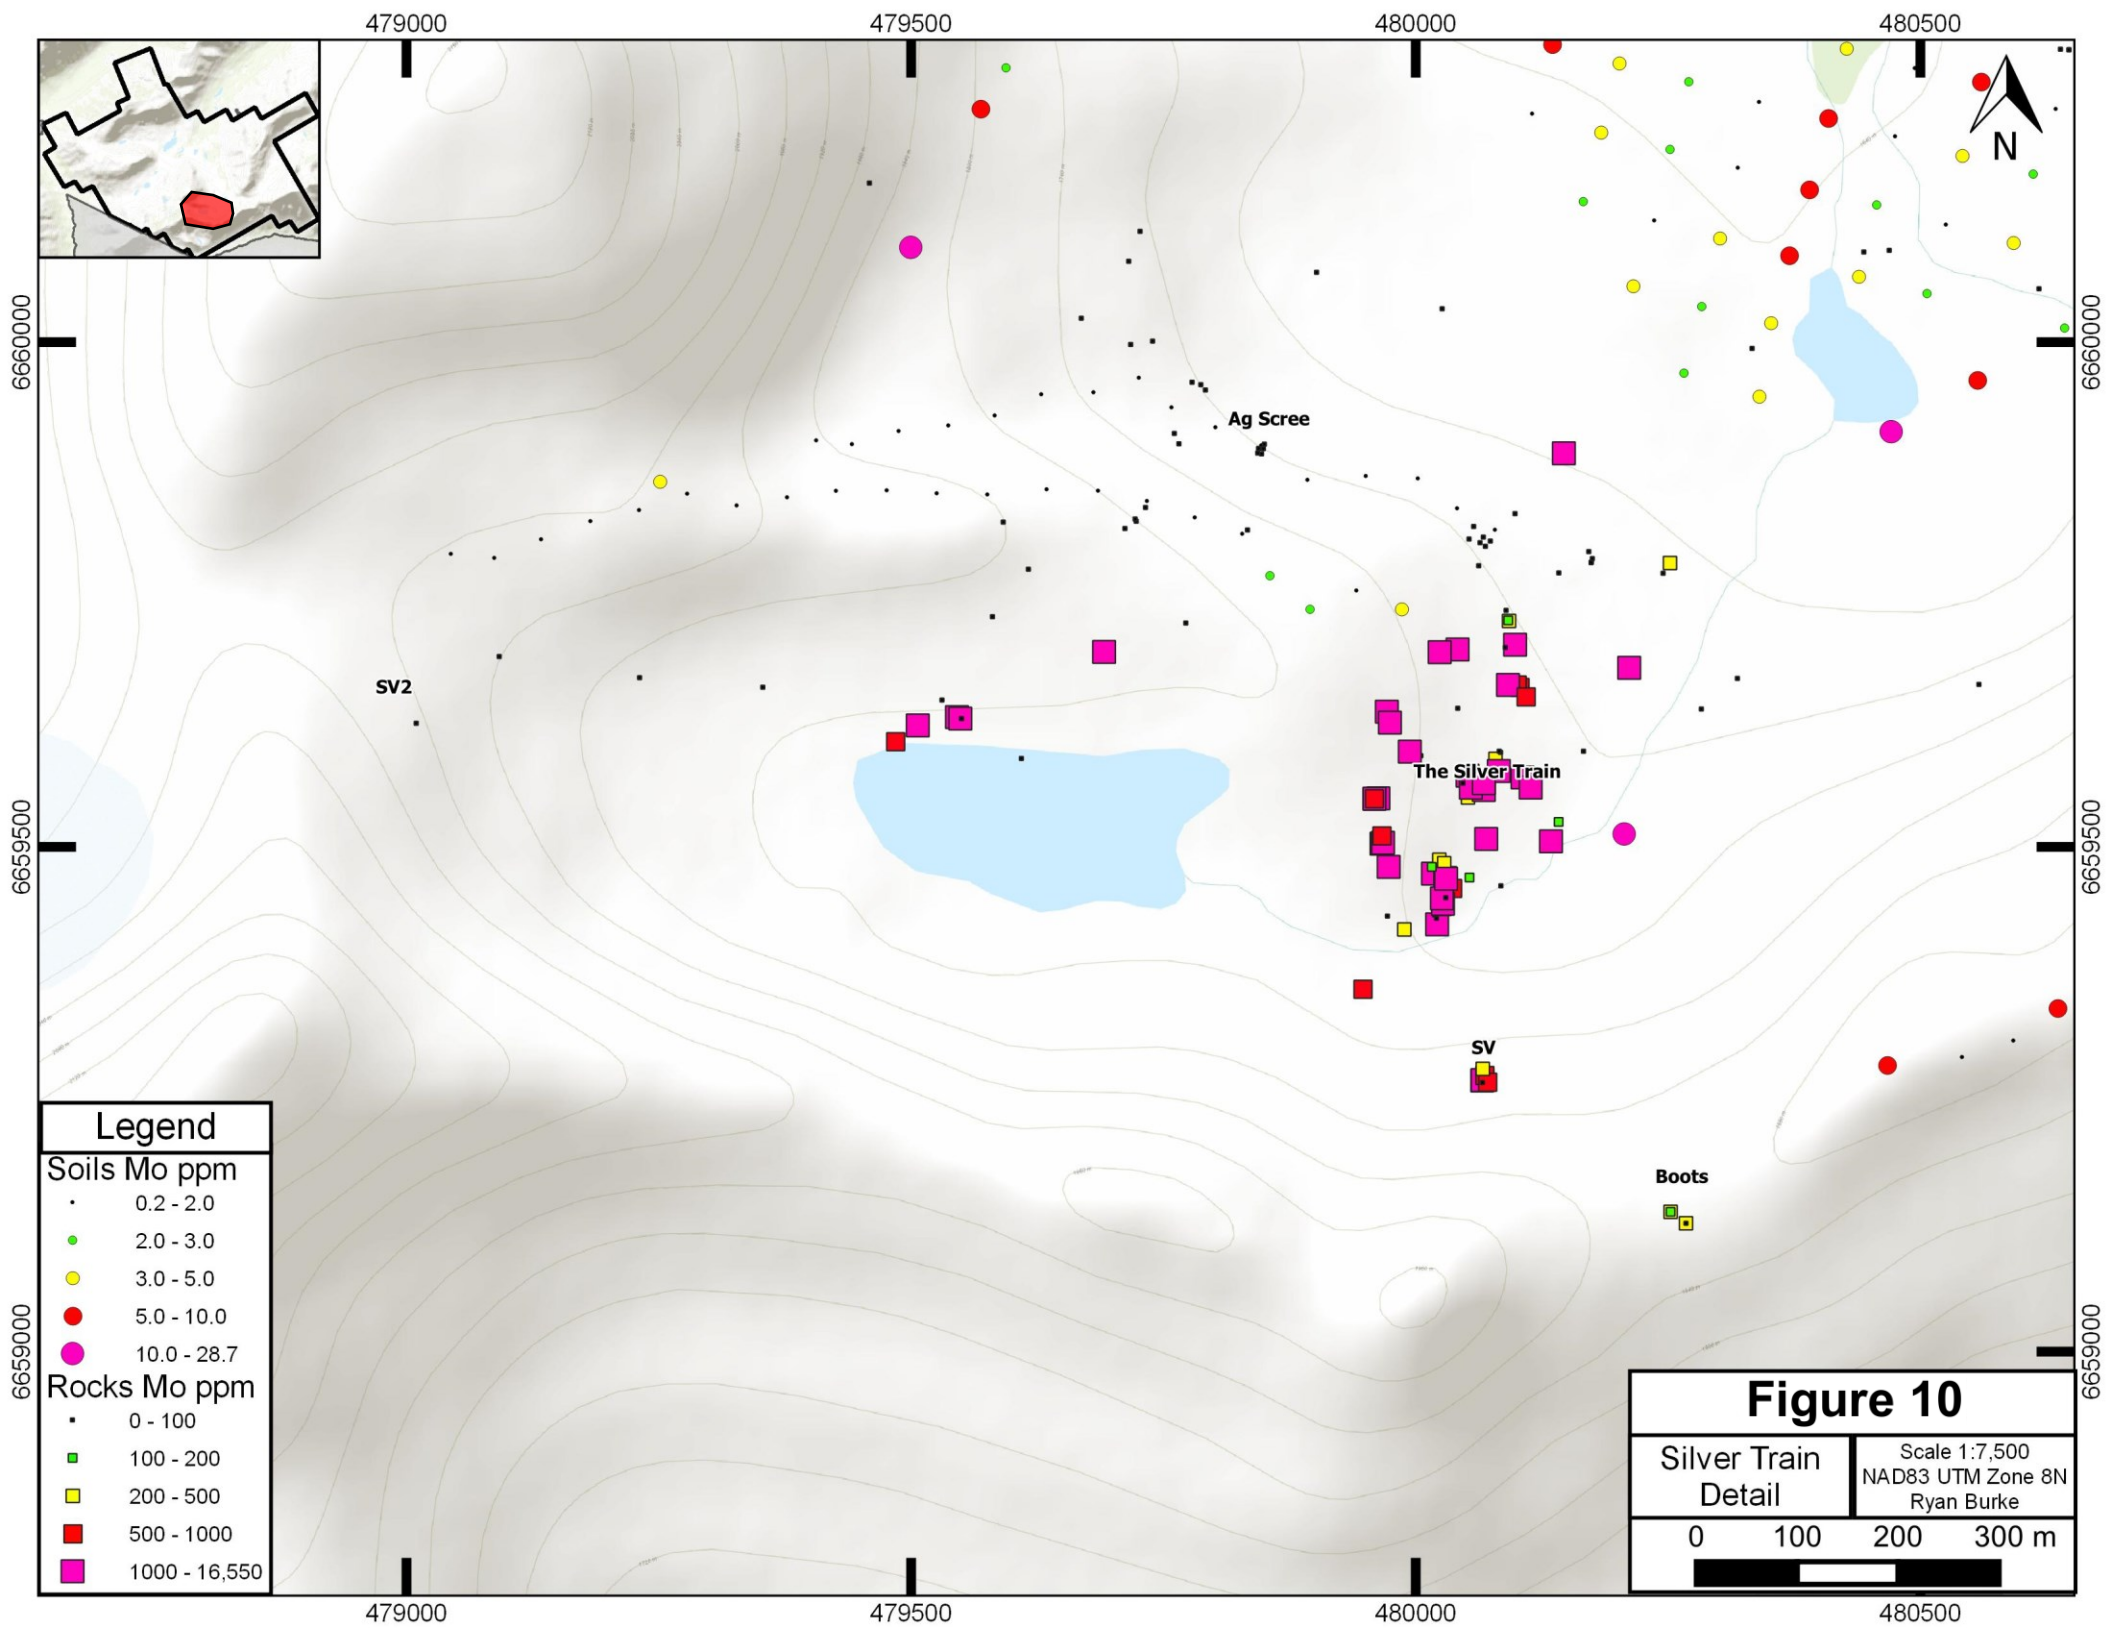 479000
479500
480000
480500
N
6660000
6660000
Ag Scree
SV2
The Silver Train
6659500
6659500
SV
Boots
Legend
Soils Mo ppm
0.2 - 2.0
2.0 - 3.0
3.0 - 5.0
5.0 - 10.0
10.0 - 28.7
Rocks Mo ppm
0 - 100
100 - 200
200 - 500
500 - 1000
1000 - 16,550
6659000
6659000
Figure 10
Silver Train
Detail
Scale 1:7,500
NAD83 UTM Zone 8N
Ryan Burke
0 100 200 300 m
479000
479500
480000
480500